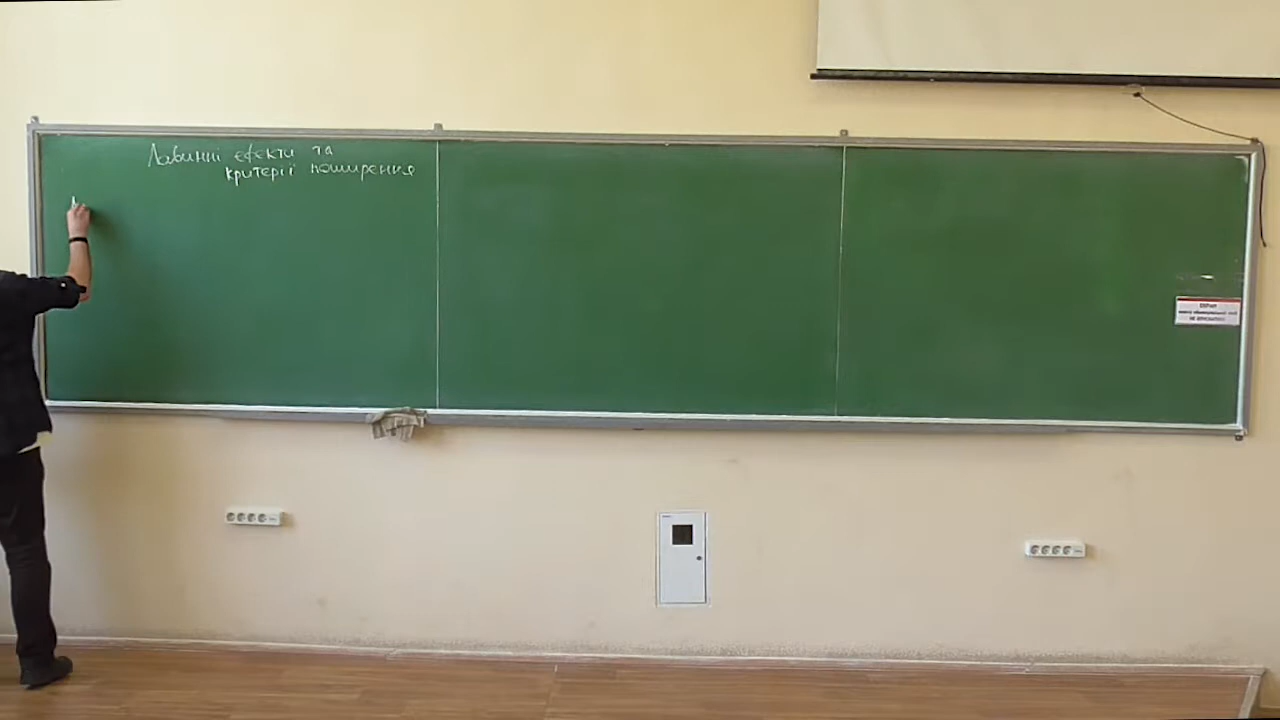 Лавинні ефекти та
критерії поширення